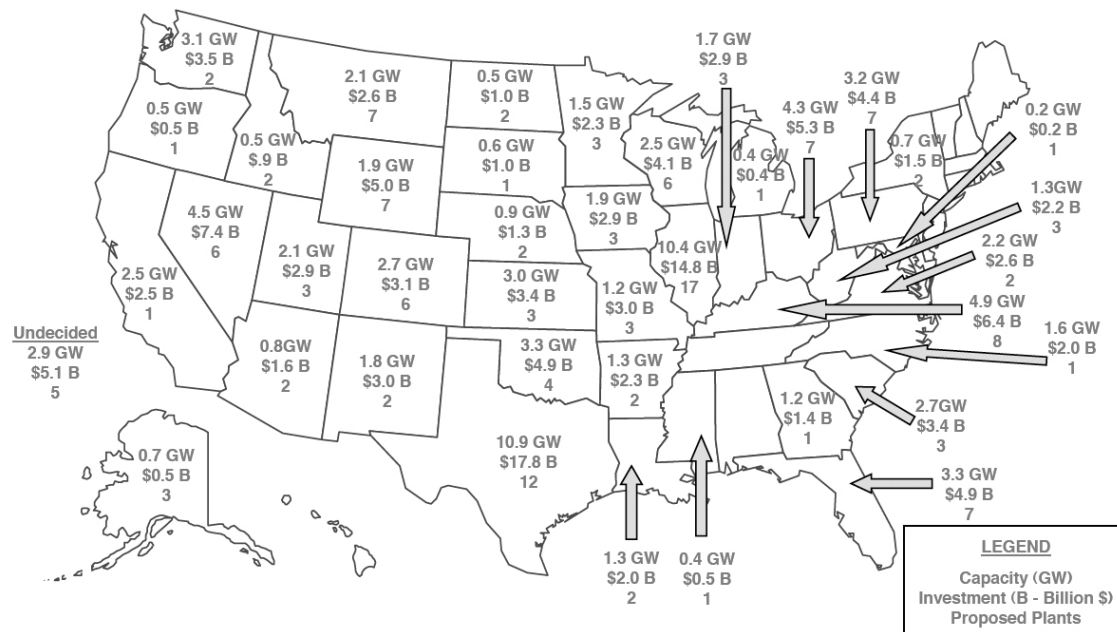 3.1 GW
$3.5 B
2
0.5 GW
$0.5 B
1
0.5 GW
$.9 B
2
2.1 GW
$2.6 B
7
1.9 GW
$5.0 B
7
0.5 GW
$1.0 B
2
0.6 GW
$1.0 B
1
0.9 GW
$1.3 B
2
3.0 GW
$3.4 B
3
3.3 GW
$4.9 B
4
10.9 GW
$17.8 B
12
4.5 GW
$7.4 B
6
2.5 GW
$2.5 B
1
2.1 GW
$2.9 B
3
2.7 GW
$3.1 B
6
0.8GW
$1.6 B
2
1.8 GW
$3.0 B
2
1.5 GW
$2.3 B
3
1.9 GW
$2.9 B
3
1.2 GW
$3.0 B
3
1.3 GW
$2.3 B
2
2.5 GW
$4.1 B
6
10.4 GW
$14.8 B
17
1.7 GW
$2.9 B
3
0.4 GW
$0.4 B
1
4.3 GW
$5.3 B
7
3.2 GW
$4.4 B
7
0.7 GW
$1.5 B
2
0.2 GW
$0.2 B
1
1.3GW
$2.2 B
3
2.2 GW
$2.6 B
2
4.9 GW
$6.4 B
8
1.6 GW
$2.0 B
1
1.2 GW
$1.4 B
1
2.7GW
$3.4 B
3
3.3 GW
$4.9 B
7
1.3 GW
$2.0 B
2
0.4 GW
$0.5 B
1
Undecided
2.9 GW
$5.1 B
5
0.7 GW
$0.5 B
3
LEGEND
Capacity (GW)
Investment (B - Billion $)
Proposed Plants